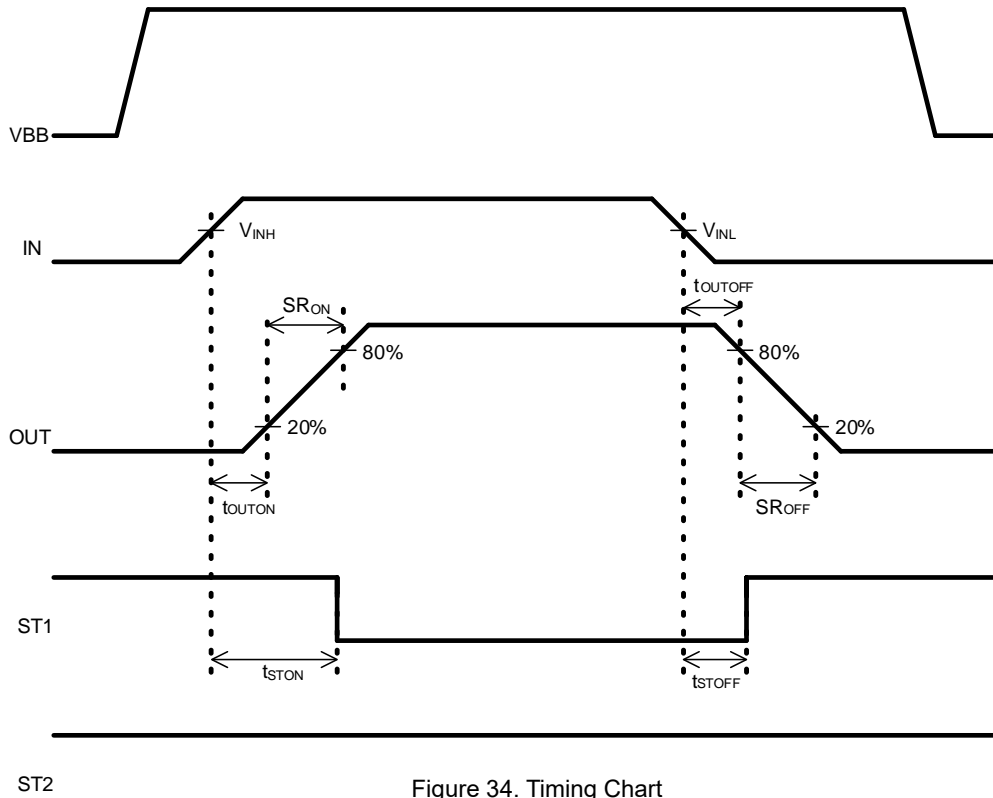 VBB
IN
VINH
VINL
tOUTOFF
SRON
80%
80%
20%
20%
OUT
tOUTON
SROFF
ST1
tSTON
tSTOFF
ST2
Figure 34. Timing Chart